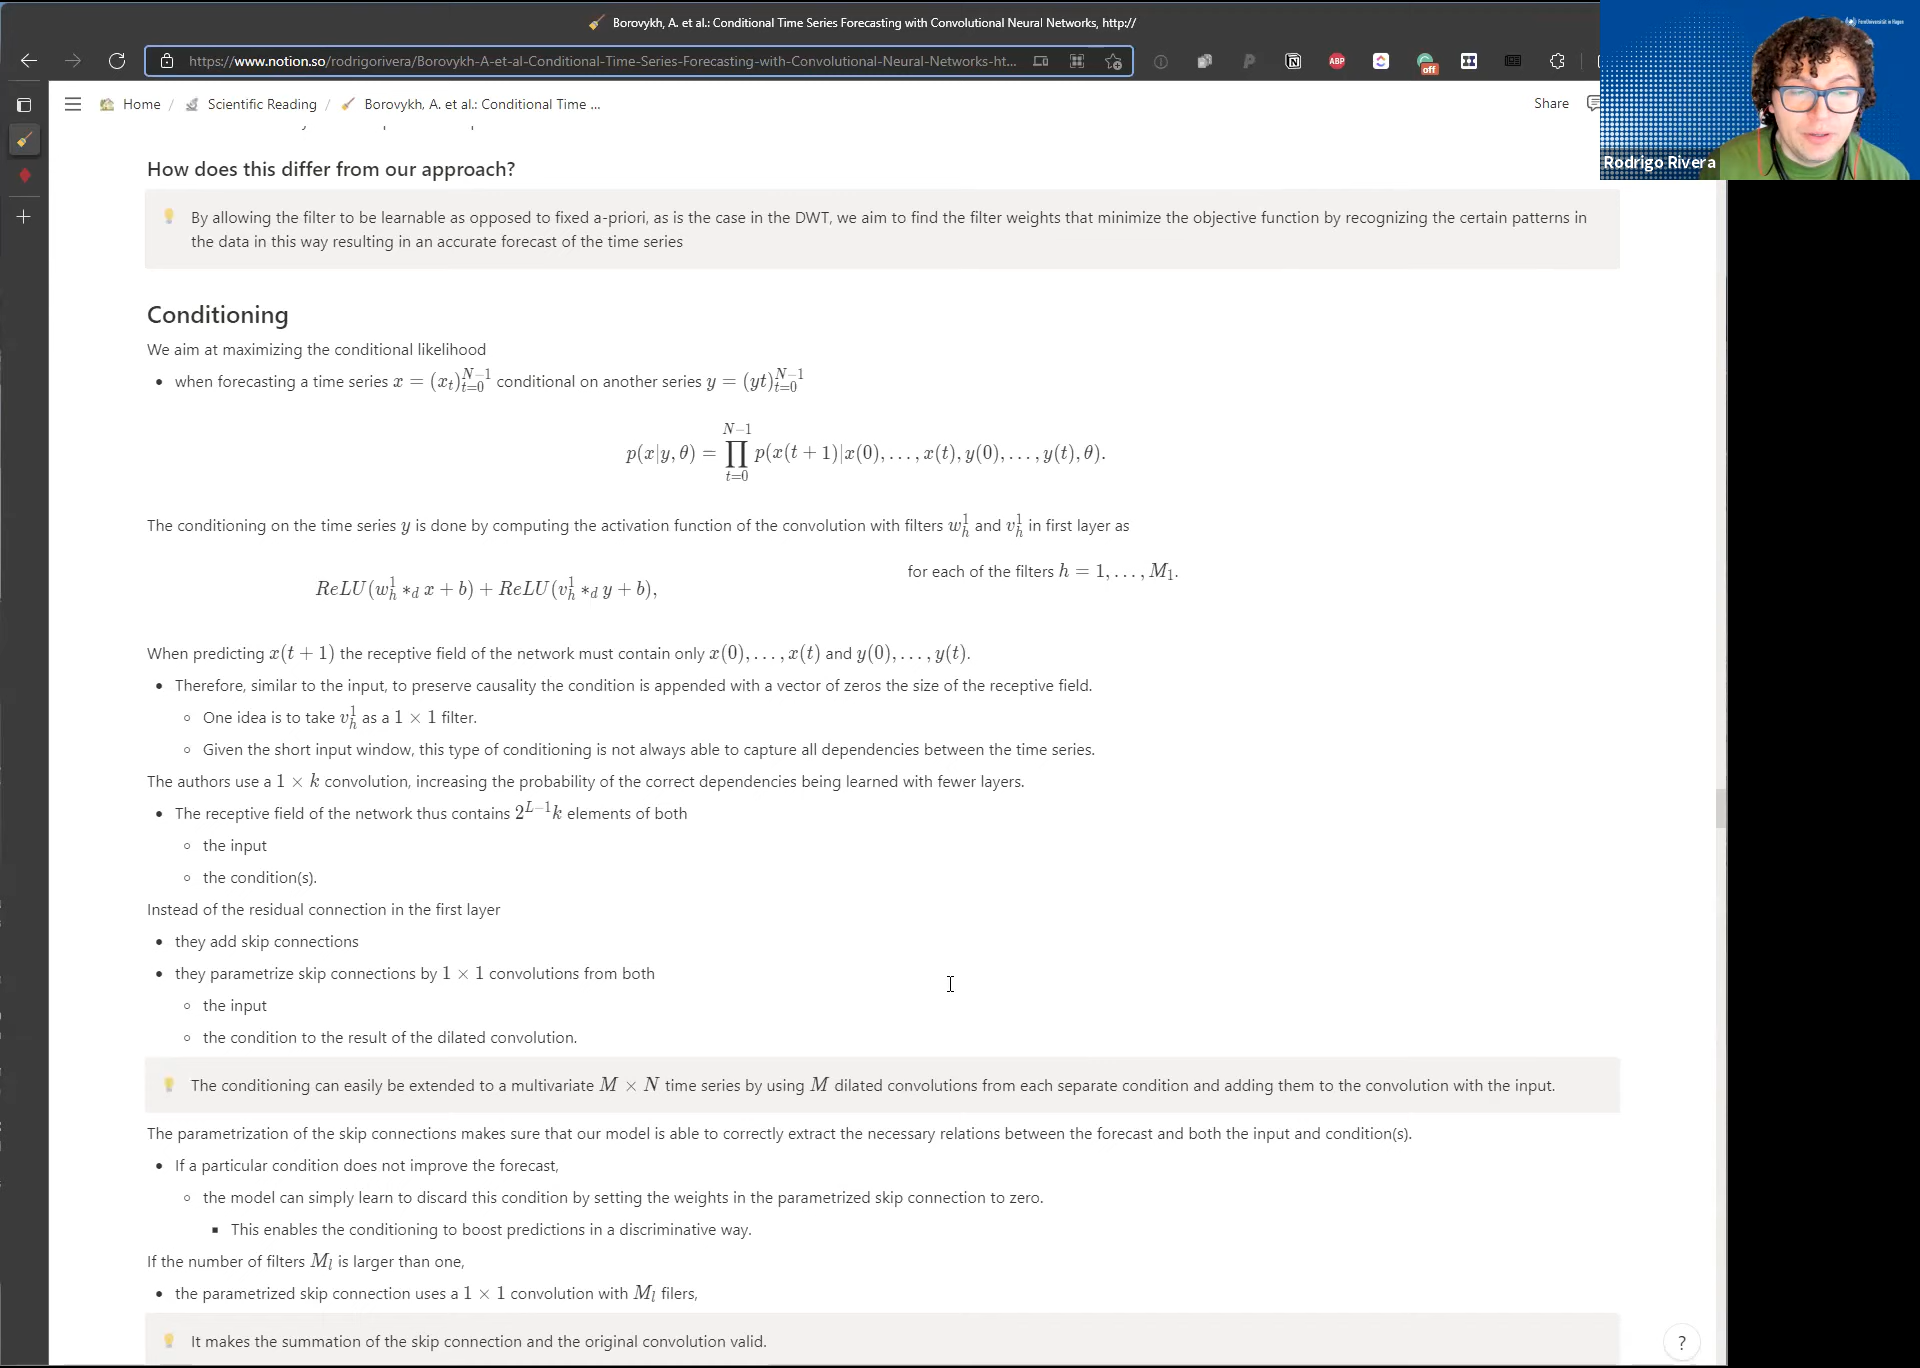 Borovykh, A. et al.: Conditional Time Series Forecasting with Convolutional Neural Networks, http://
https://www.notion.so/rodrigorivera/Borovykh-A-et-al-Conditional-Time-Series-Forecasting-with-Convolutional-Neural-Networks-ht...
ABP
off
Home / Scientific Reading / Borovykh, A. et al.: Conditional Time ...
Share
Rodrigo Rivera
How does this differ from our approach?
By allowing the filter to be learnable as opposed to fixed a-priori, as is the case in the DWT, we aim to find the filter weights that minimize the objective function by recognizing the certain patterns in
the data in this way resulting in an accurate forecast of the time series
Conditioning
We aim at maximizing the conditional likelihood
• when forecasting a time series x = (x_t)_{t=0}^{N−1} conditional on another series y = (yt)_{t=0}^{N−1}
p(x|y, θ) = ∏_{t=0}^{N−1} p(x(t + 1)|x(0), . . . , x(t), y(0), . . . , y(t), θ).
The conditioning on the time series y is done by computing the activation function of the convolution with filters w_h^1 and v_h^1 in first layer as
ReLU(w_h^1 *_d x + b) + ReLU(v_h^1 *_d y + b),
for each of the filters h = 1, . . . , M_1.
When predicting x(t + 1) the receptive field of the network must contain only x(0), . . . , x(t) and y(0), . . . , y(t).
• Therefore, similar to the input, to preserve causality the condition is appended with a vector of zeros the size of the receptive field.
◦ One idea is to take v_h^1 as a 1 × 1 filter.
◦ Given the short input window, this type of conditioning is not always able to capture all dependencies between the time series.
The authors use a 1 × k convolution, increasing the probability of the correct dependencies being learned with fewer layers.
• The receptive field of the network thus contains 2^{L−1}k elements of both
◦ the input
◦ the condition(s).
Instead of the residual connection in the first layer
• they add skip connections
• they parametrize skip connections by 1 × 1 convolutions from both
◦ the input
◦ the condition to the result of the dilated convolution.
The conditioning can easily be extended to a multivariate M × N time series by using M dilated convolutions from each separate condition and adding them to the convolution with the input.
The parametrization of the skip connections makes sure that our model is able to correctly extract the necessary relations between the forecast and both the input and condition(s).
• If a particular condition does not improve the forecast,
◦ the model can simply learn to discard this condition by setting the weights in the parametrized skip connection to zero.
▪ This enables the conditioning to boost predictions in a discriminative way.
If the number of filters M_l is larger than one,
• the parametrized skip connection uses a 1 × 1 convolution with M_l filers,
It makes the summation of the skip connection and the original convolution valid.
?